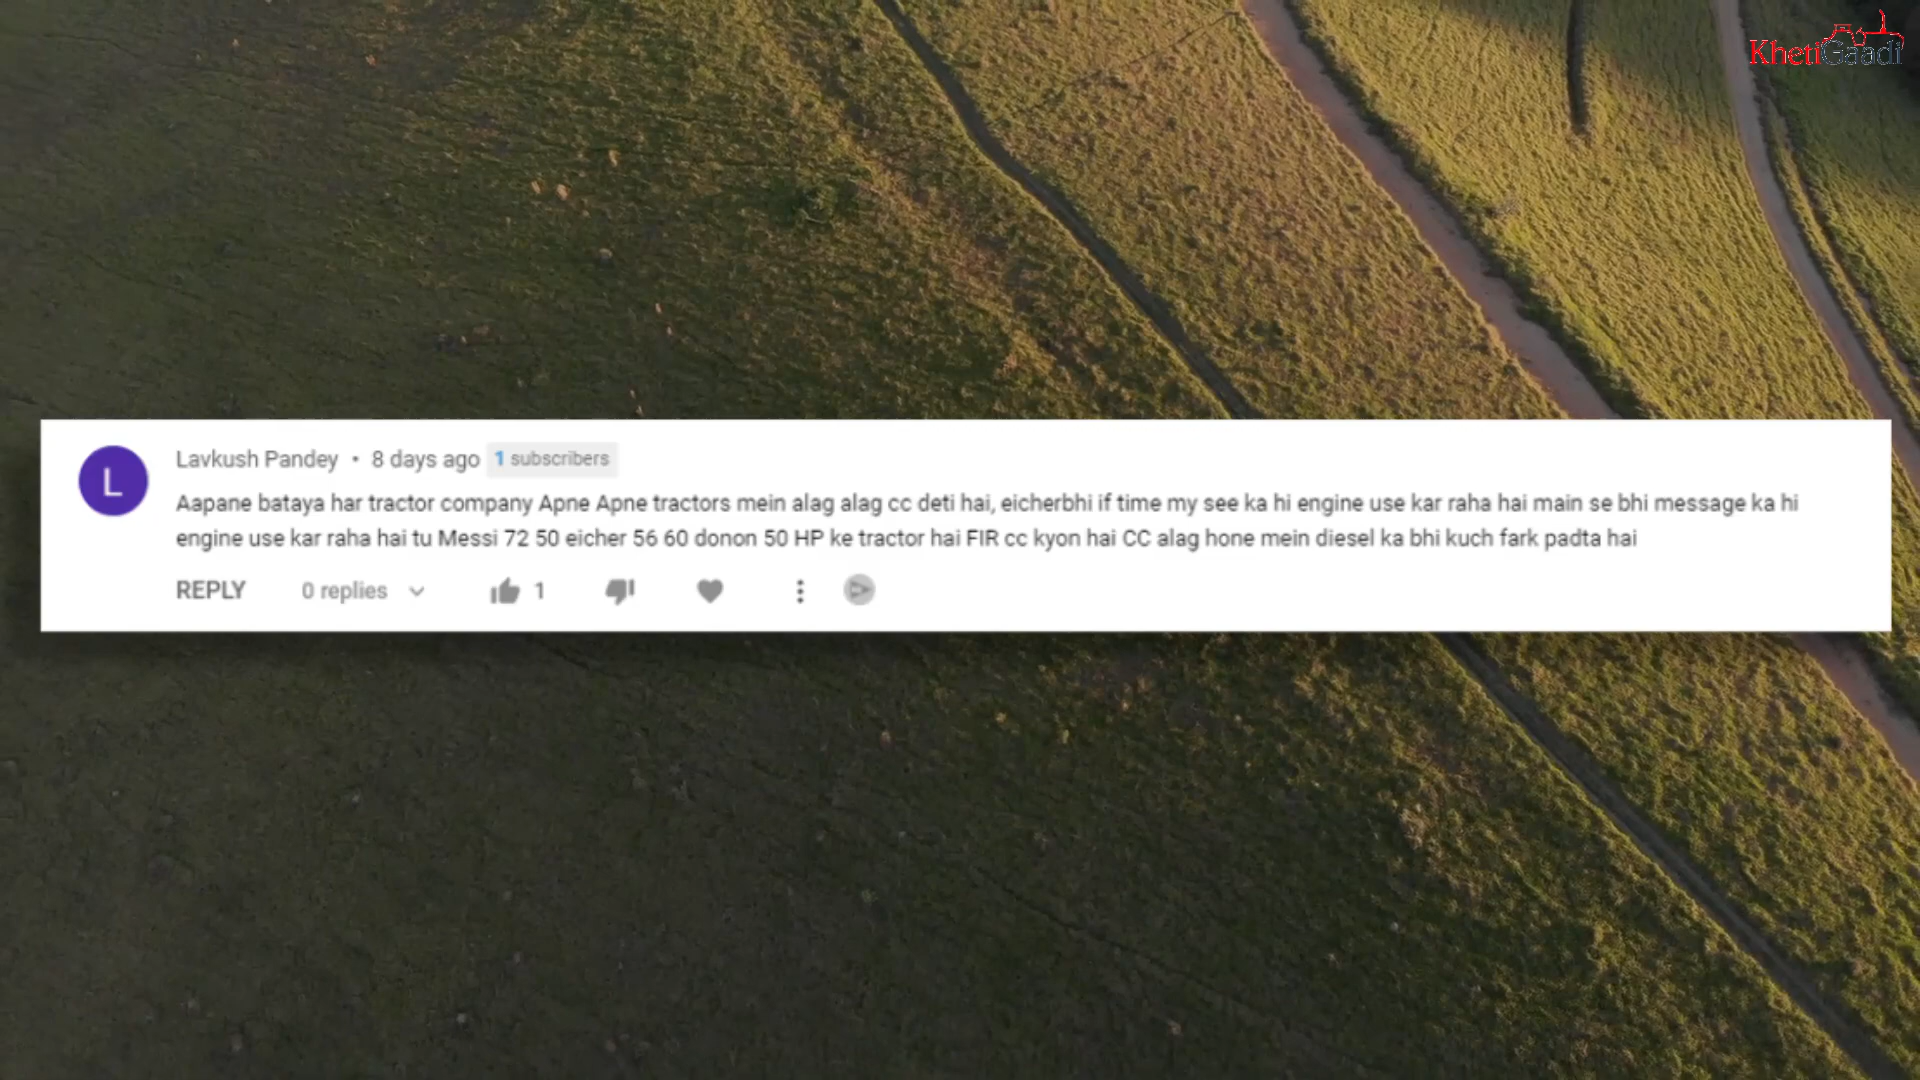 KhetiGaadi
L
Lavkush Pandey • 8 days ago 1 subscribers
Aapane bataya har tractor company Apne Apne tractors mein alag alag cc deti hai, eicherbhi if time my see ka hi engine use kar raha hai main se bhi message ka hi
engine use kar raha hai tu Messi 72 50 eicher 56 60 donon 50 HP ke tractor hai FIR cc kyon hai CC alag hone mein diesel ka bhi kuch fark padta hai
REPLY 0 replies 1